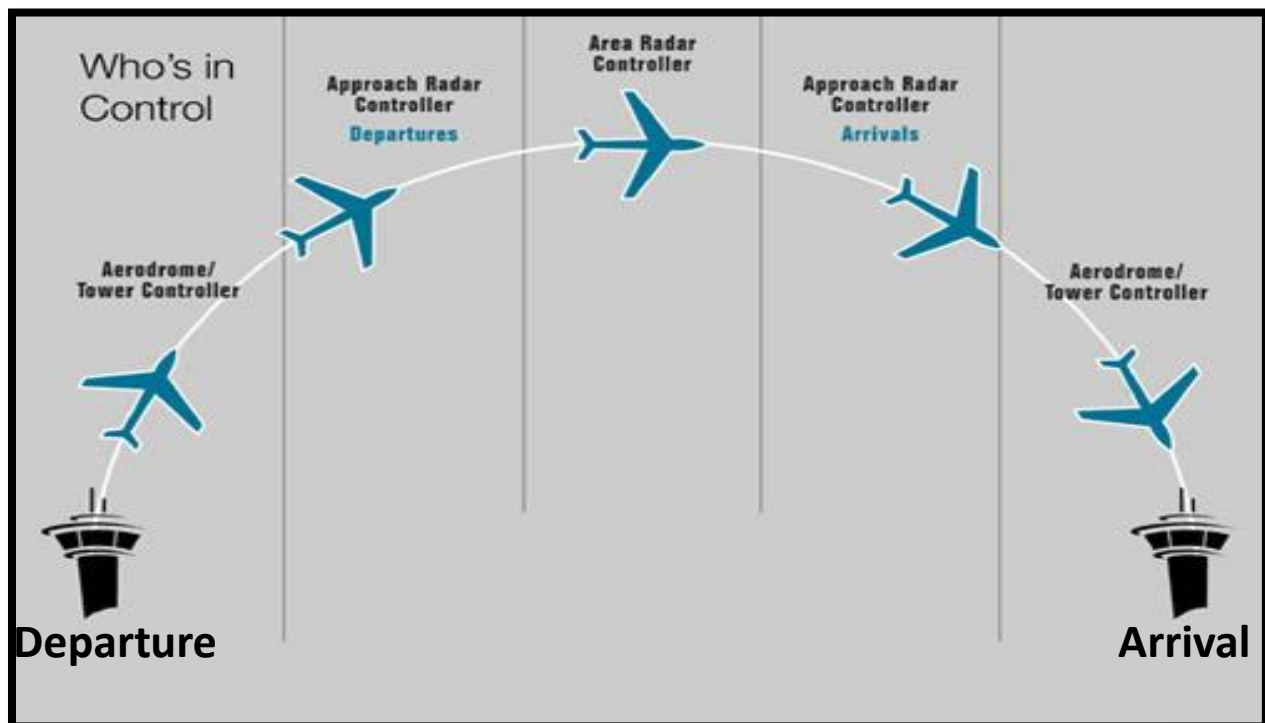 Who's in
Control
Aerodrome/
Tower Controller
Approach Radar
Controller
Departures
Area Radar
Controller
Approach Radar
Controller
Arrivals
Aerodrome/
Tower Controller
Departure
Arrival